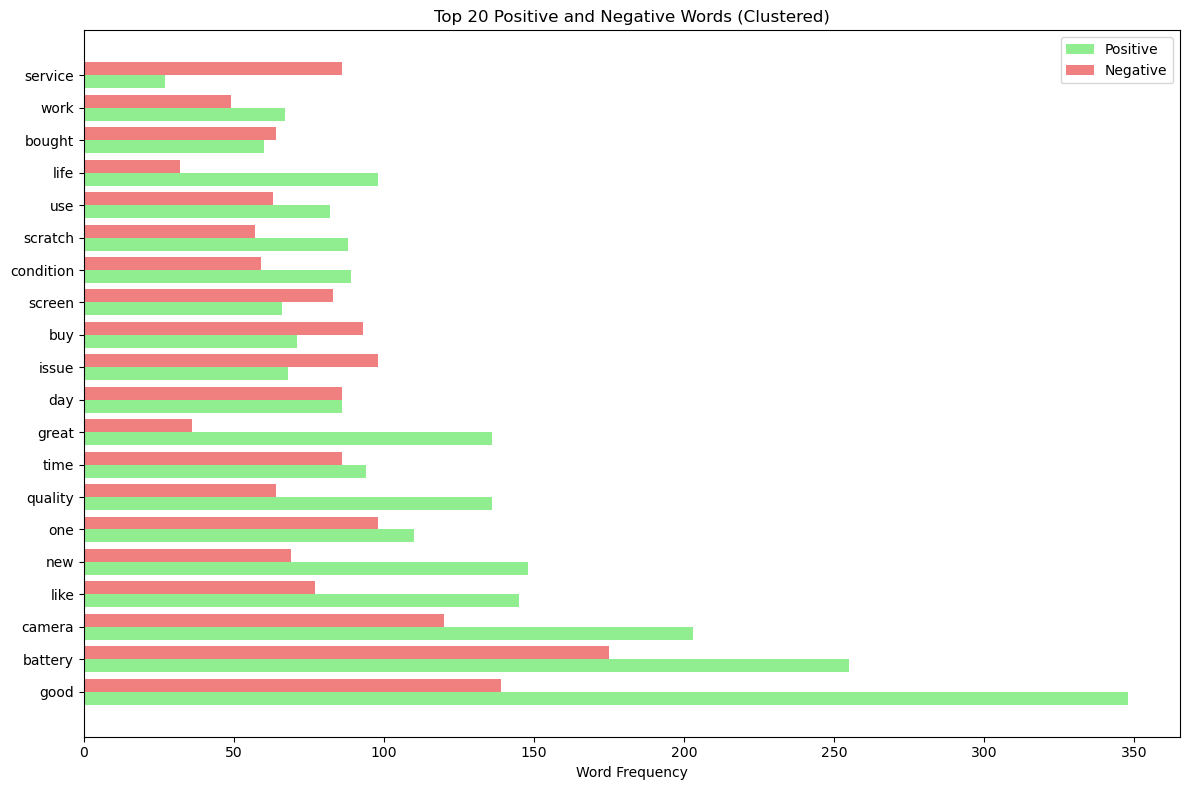 Top 20 Positive and Negative Words (Clustered)
Positive
Negative
service
work
bought
life
use
scratch
condition
screen
buy
issue
day
great
time
quality
one
new
like
camera
battery
good
0 50 100 150 200 250 300 350
Word Frequency